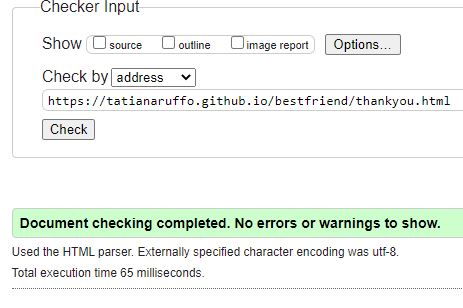 Checker Input
Show source outline image report Options...
Check by address
https://tatianaruffo.github.io/bestfriend/thankyou.html
Check
Document checking completed. No errors or warnings to show.
Used the HTML parser. Externally specified character encoding was utf-8.
Total execution time 65 milliseconds.